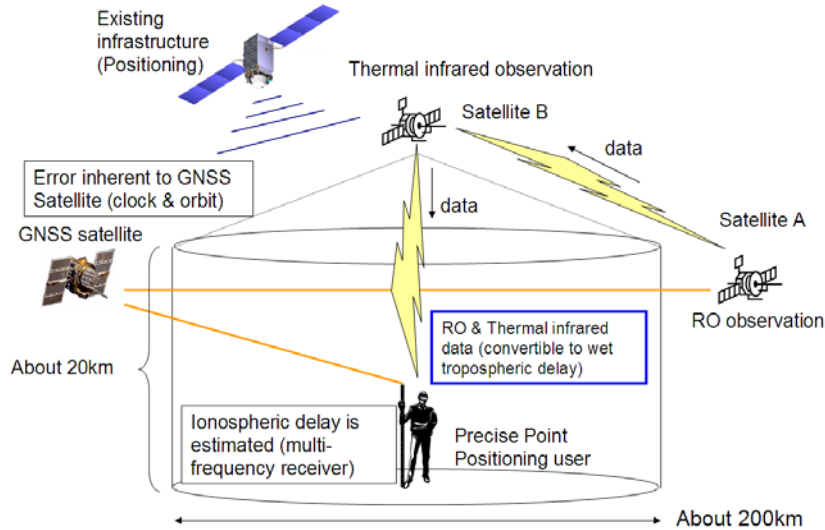 Existing
infrastructure
(Positioning)
Thermal infrared observation
Satellite B
data
Error inherent to GNSS
Satellite (clock & orbit)
data
Satellite A
GNSS satellite
RO observation
RO & Thermal infrared
data (convertible to wet
tropospheric delay)
About 20km
Ionospheric delay is
estimated (multi-
frequency receiver)
Precise Point
Positioning user
About 200km